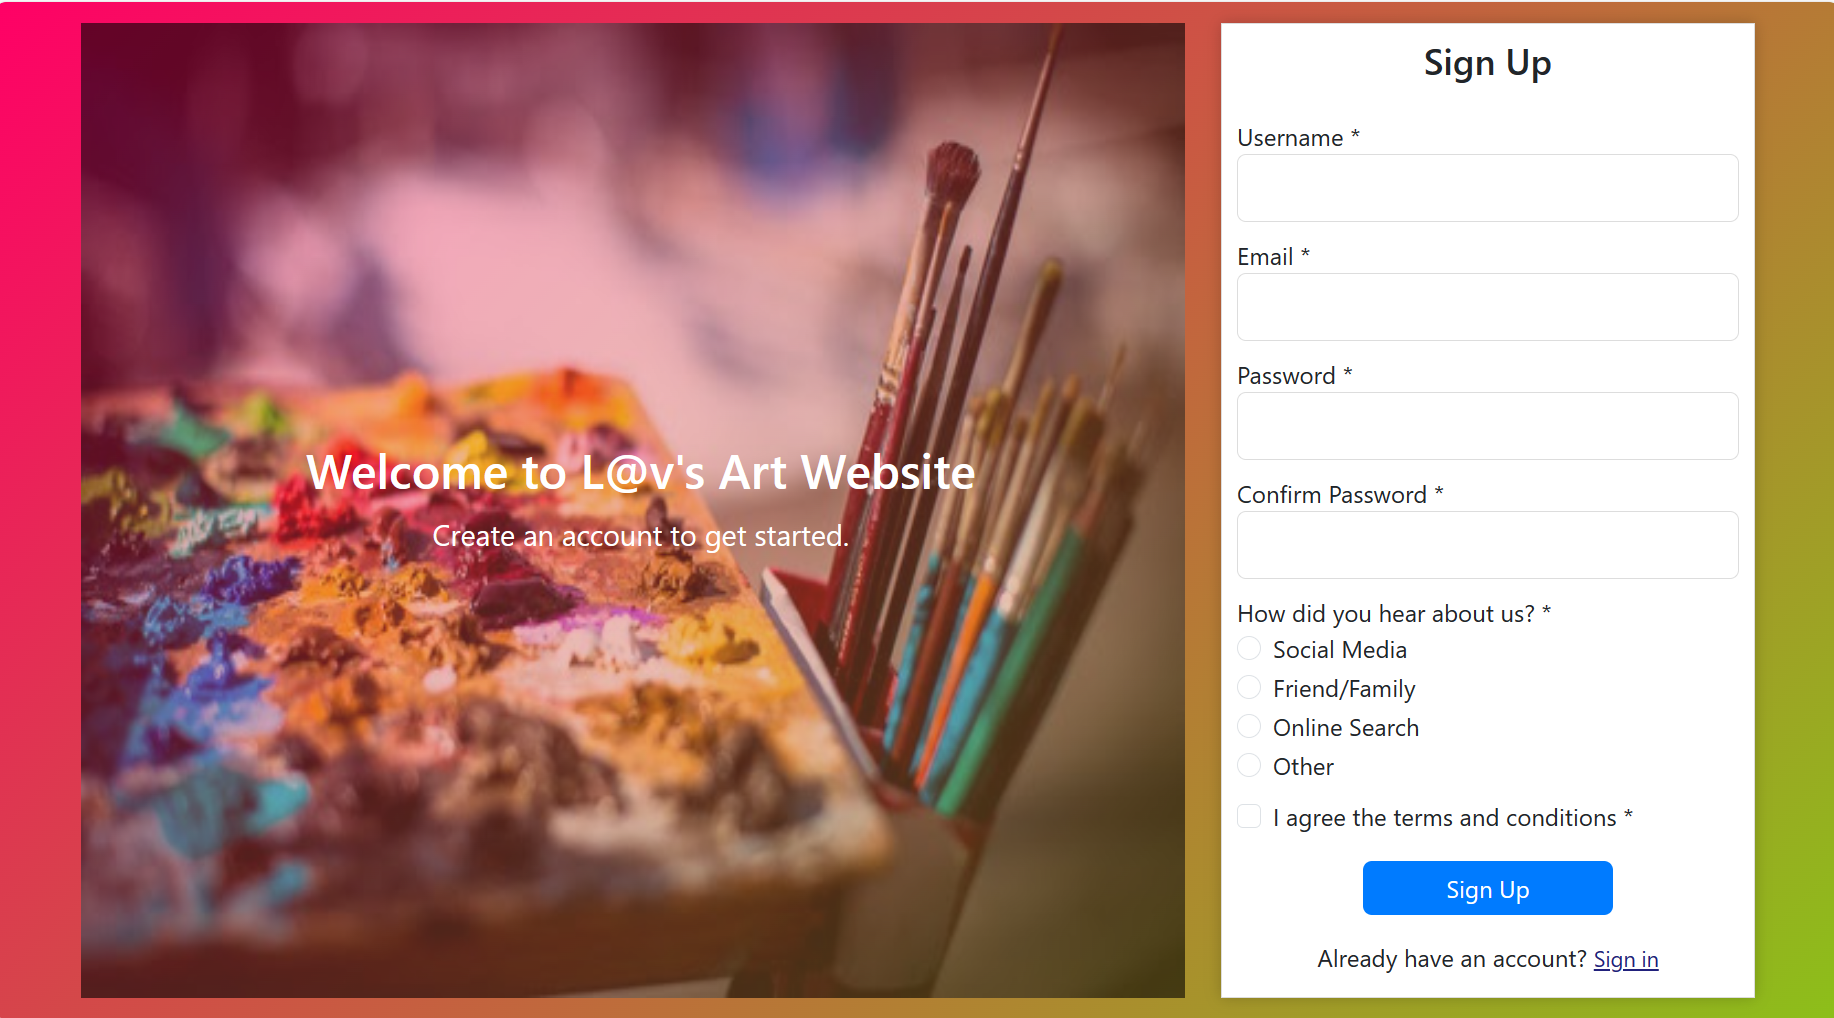 Welcome to L@v's Art Website
Create an account to get started.
Sign Up
Username *
Email *
Password *
Confirm Password *
How did you hear about us? *
Social Media
Friend/Family
Online Search
Other
I agree the terms and conditions *
Sign Up
Already have an account? Sign in